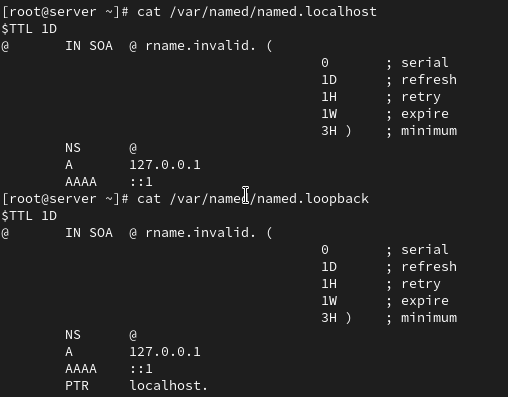 [root@server ~]# cat /var/named/named.localhost
$TTL 1D
@       IN SOA  @ rname.invalid. (
                                        0       ; serial
                                        1D      ; refresh
                                        1H      ; retry
                                        1W      ; expire
                                        3H )    ; minimum
        NS      @
        A       127.0.0.1
        AAAA    ::1
[root@server ~]# cat /var/named/named.loopback
$TTL 1D
@       IN SOA  @ rname.invalid. (
                                        0       ; serial
                                        1D      ; refresh
                                        1H      ; retry
                                        1W      ; expire
                                        3H )    ; minimum
        NS      @
        A       127.0.0.1
        AAAA    ::1
        PTR     localhost.